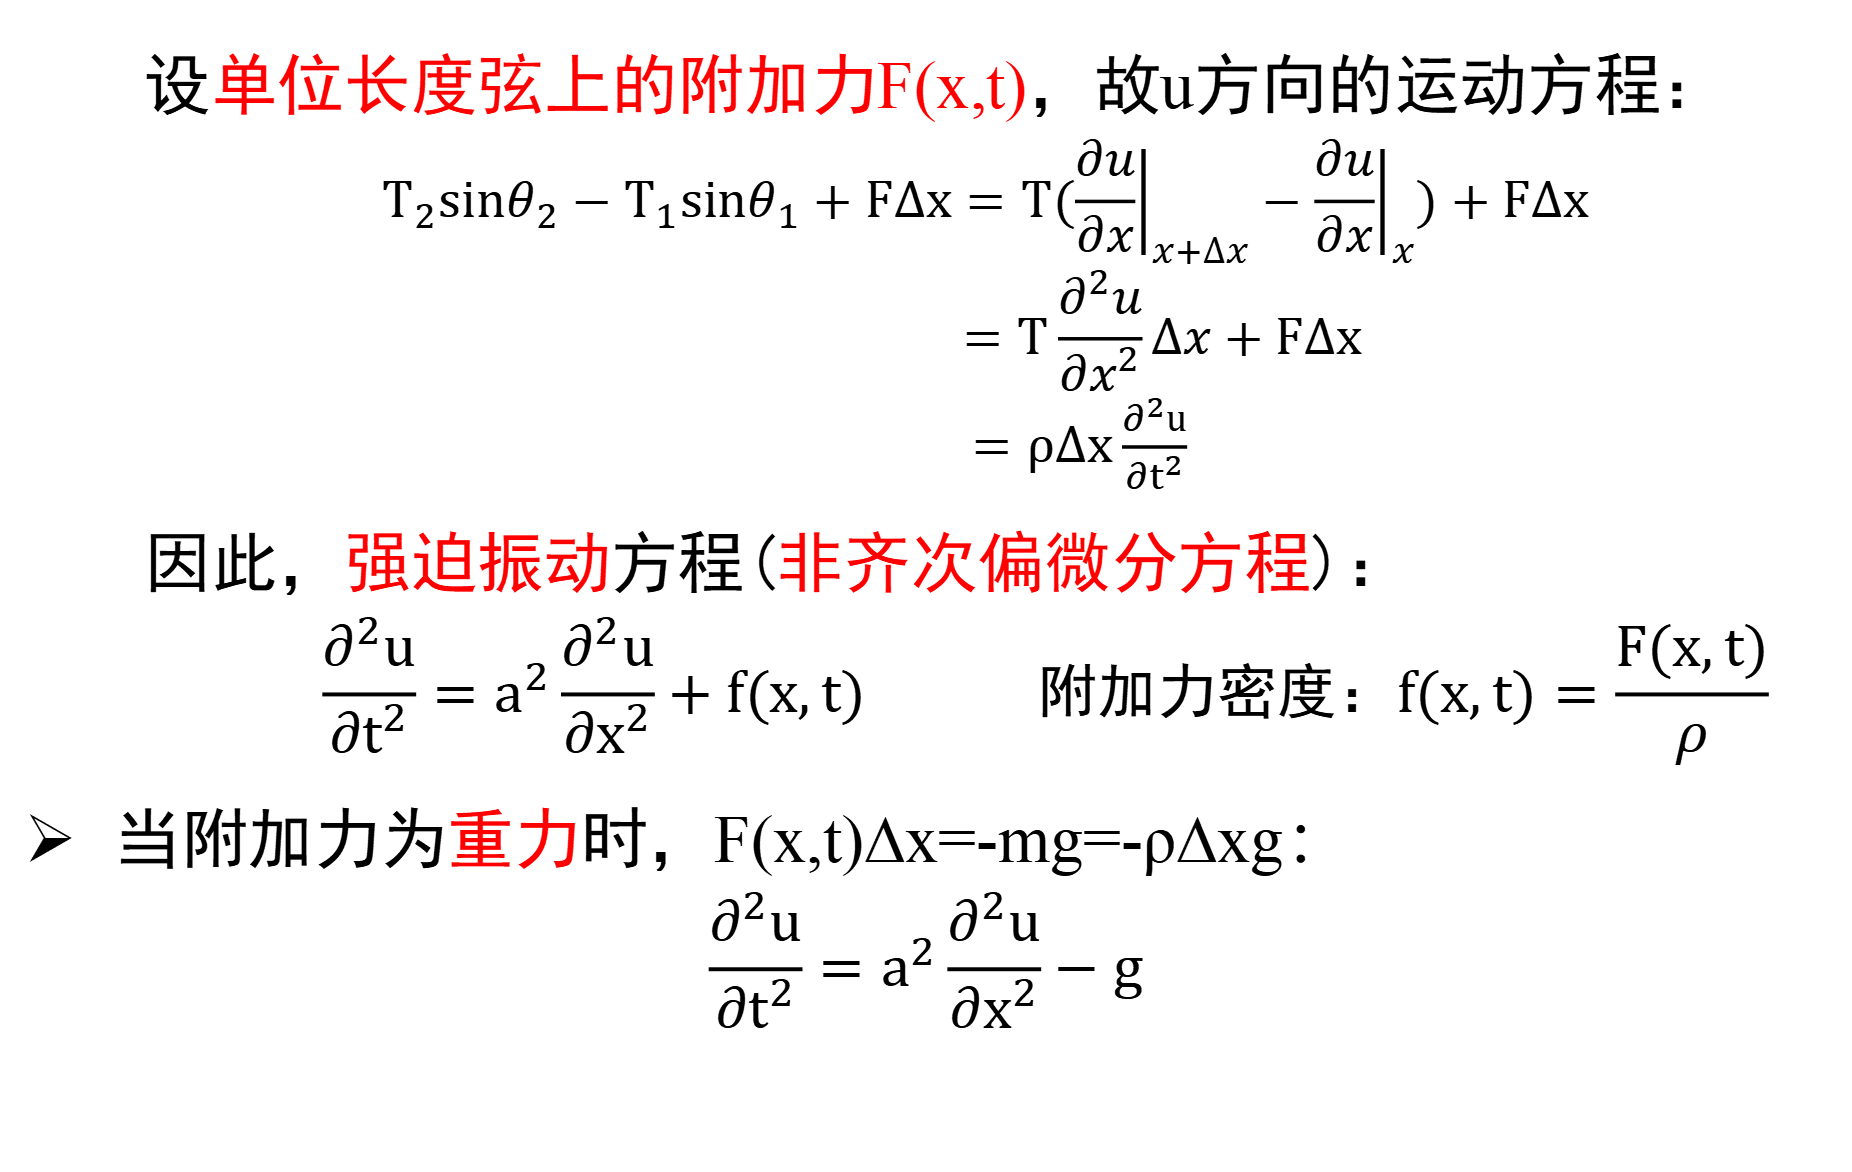 设单位长度弦上的附加力F(x,t)，故u方向的运动方程：
T₂sinθ₂ − T₁sinθ₁ + FΔx = T(∂u/∂x|ₓ₊Δₓ − ∂u/∂x|ₓ) + FΔx
= T ∂²u/∂x² Δx + FΔx
= ρΔx ∂²u/∂t²
因此，强迫振动方程(非齐次偏微分方程)：
∂²u/∂t² = a² ∂²u/∂x² + f(x, t) 附加力密度：f(x, t) = F(x, t)/ρ
➢ 当附加力为重力时，F(x,t)Δx=-mg=-ρΔxg：
∂²u/∂t² = a² ∂²u/∂x² − g